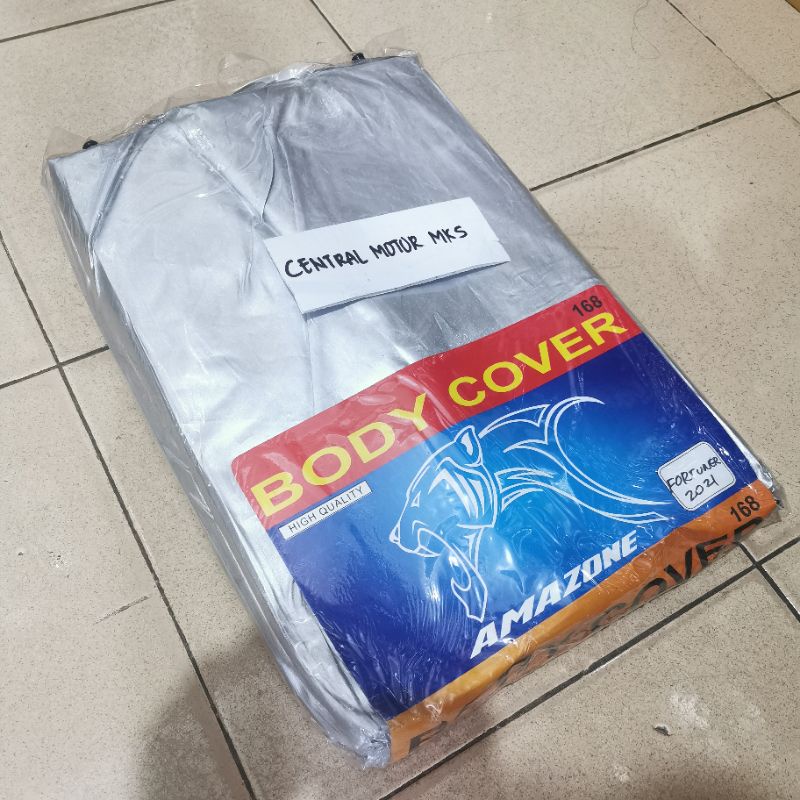 CENTRAL MOTOR MKS
168
BODY COVER
HIGH QUALITY
FORTUNER
2021
AMAZONE
168